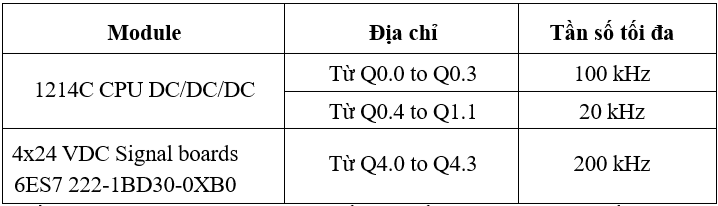 Module Địa chỉ Tần số tối đa
1214C CPU DC/DC/DC
Từ Q0.0 to Q0.3 100 kHz
Từ Q0.4 to Q1.1 20 kHz
4x24 VDC Signal boards
6ES7 222-1BD30-0XB0
Từ Q4.0 to Q4.3 200 kHz